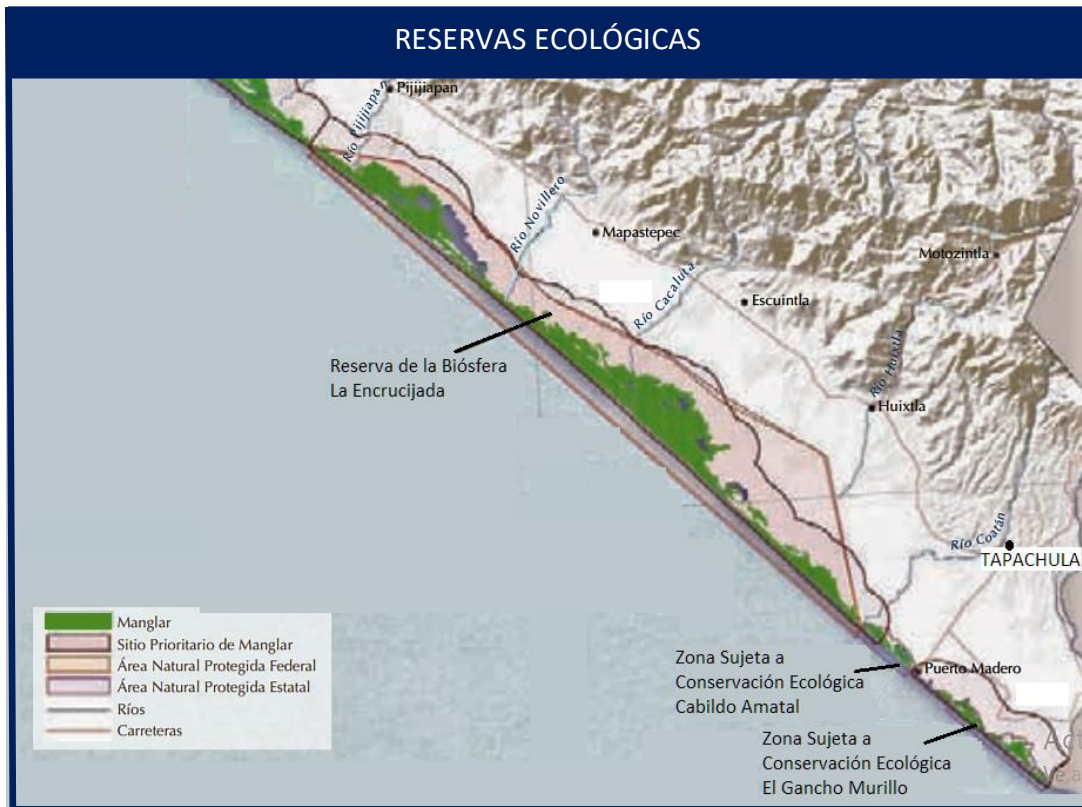 RESERVAS ECOLÓGICAS
Pijijiapan
Río Pijijiapan
Río Novillero
Mapastepec
Motozintla
Río Cacaluta
Escuintla
Río Huixtla
Reserva de la Biósfera
La Encrucijada
Huixtla
Río Coatán
TAPACHULA
Manglar
Sitio Prioritario de Manglar
Área Natural Protegida Federal
Área Natural Protegida Estatal
Ríos
Carreteras
Zona Sujeta a
Conservación Ecológica
Cabildo Amatal
Puerto Madero
Zona Sujeta a
Conservación Ecológica
El Gancho Murillo